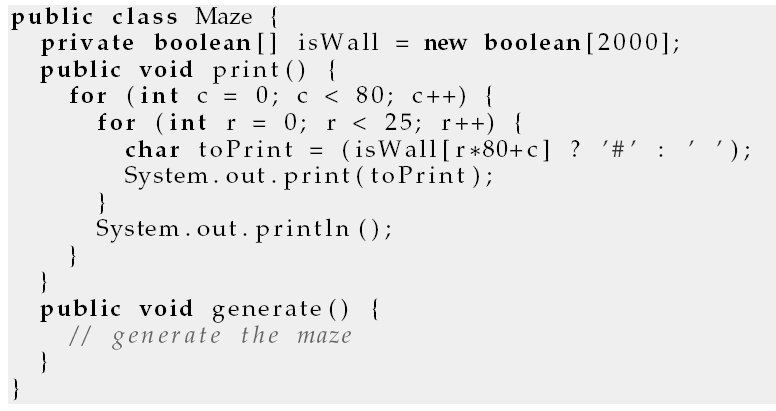 public class Maze {
  private boolean[] isWall = new boolean[2000];
  public void print() {
    for (int c = 0; c < 80; c++) {
      for (int r = 0; r < 25; r++) {
        char toPrint = (isWall[r*80+c] ? '#' : ' ');
        System.out.print(toPrint);
      }
      System.out.println();
    }
  }
  public void generate() {
    // generate the maze
  }
}